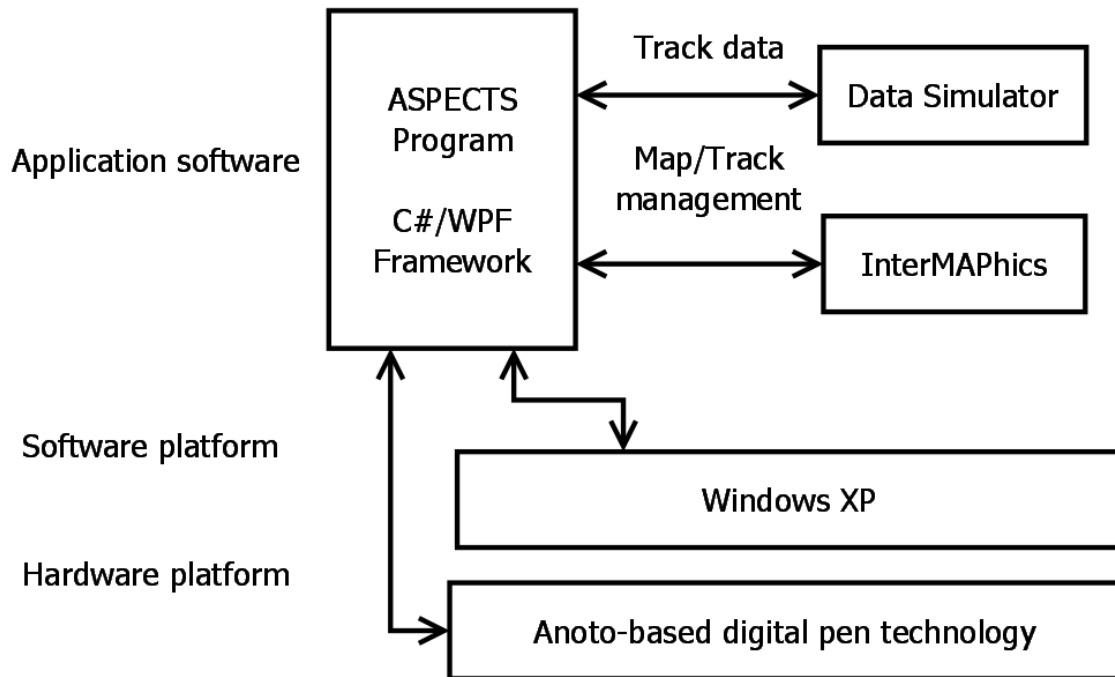 Application software
ASPECTS
Program
C#/WPF
Framework
Track data
Data Simulator
Map/Track
management
InterMAPhics
Software platform
Windows XP
Hardware platform
Anoto-based digital pen technology